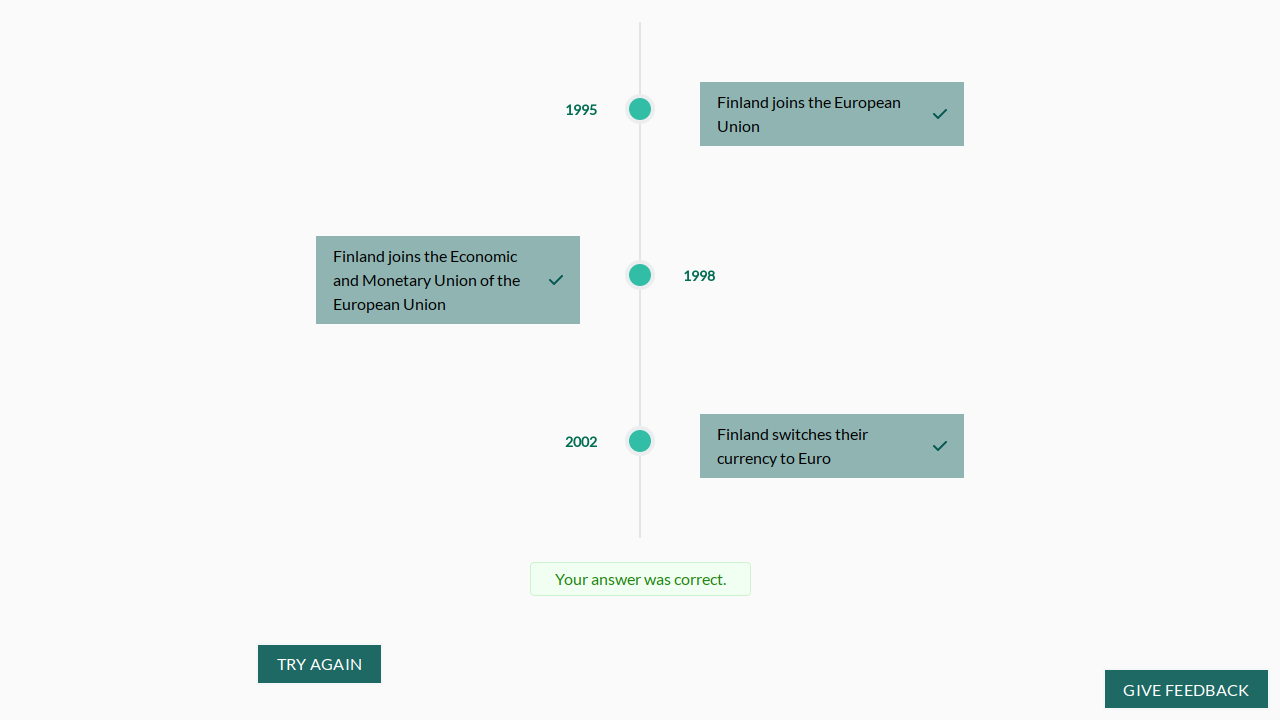 1995
Finland joins the European
Union
Finland joins the Economic
and Monetary Union of the
European Union
1998
2002
Finland switches their
currency to Euro
Your answer was correct.
TRY AGAIN
GIVE FEEDBACK